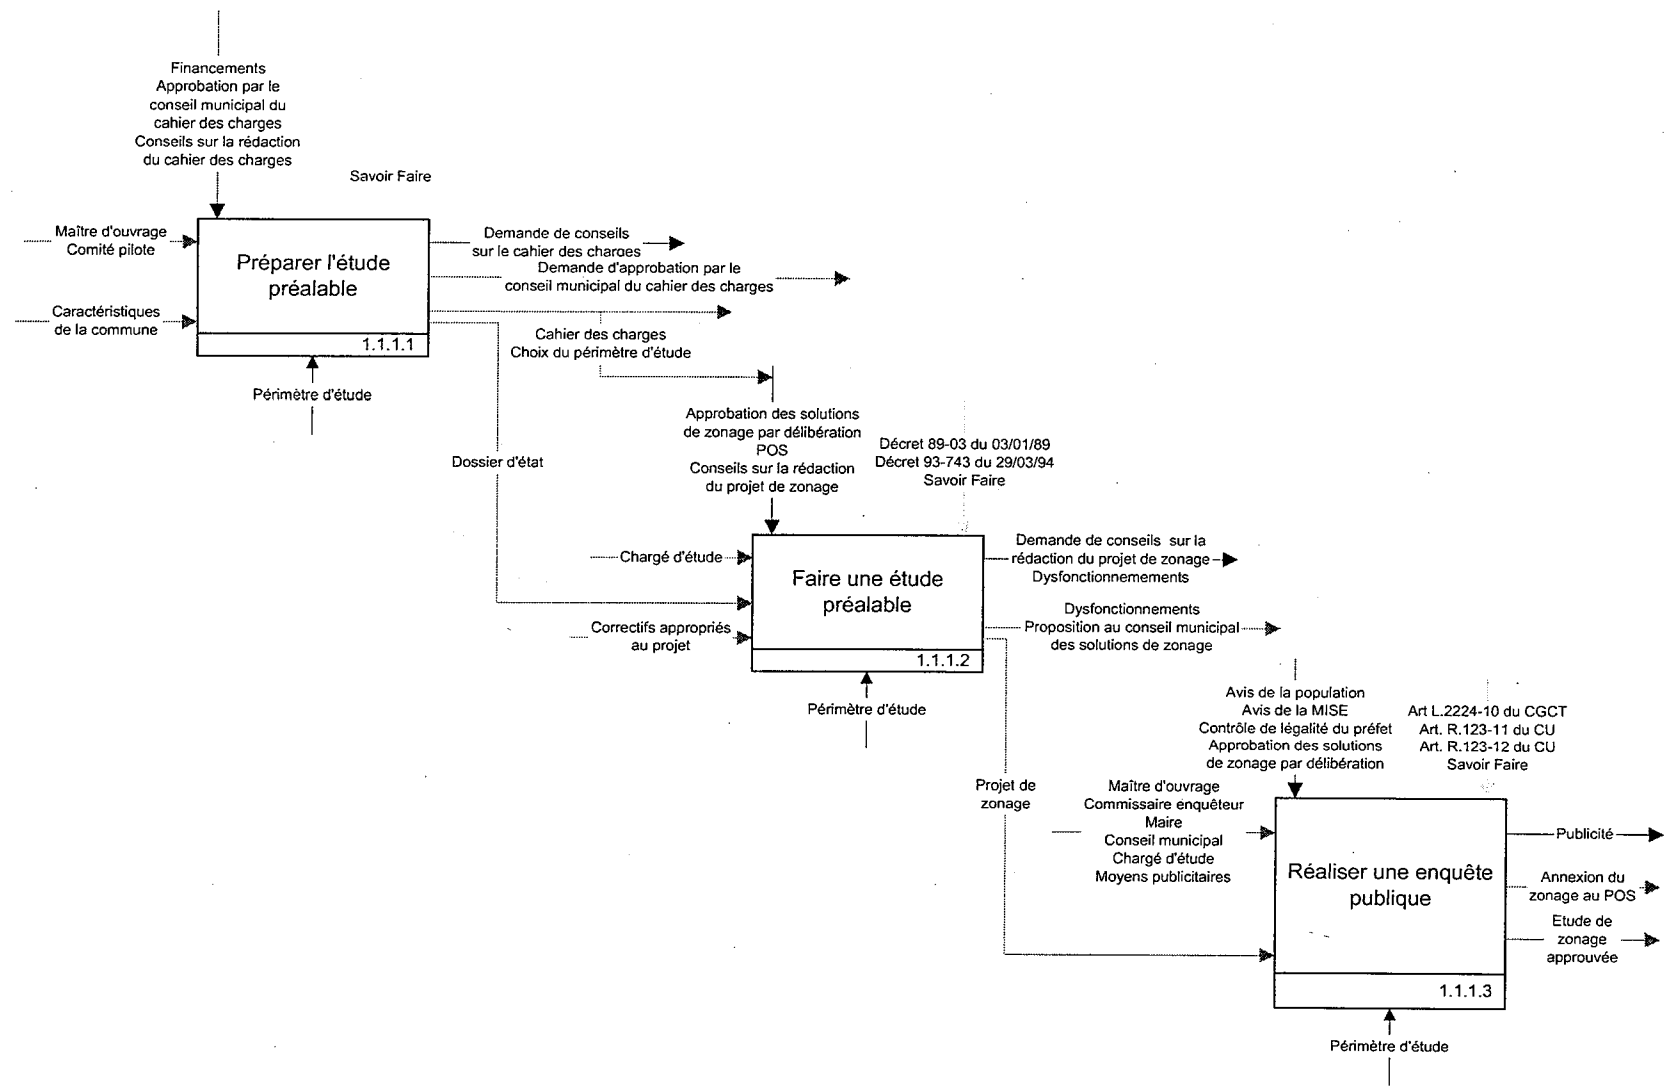 Financements
Approbation par le
conseil municipal du
cahier des charges
Conseils sur la rédaction
du cahier des charges
Savoir Faire
Maître d'ouvrage
Comité pilote
Caractéristiques
de la commune
Préparer l'étude
préalable
1.1.1.1
Périmètre d'étude
Demande de conseils
sur le cahier des charges
Demande d'approbation par le
conseil municipal du cahier des charges
Cahier des charges
Choix du périmètre d'étude
Dossier d'état
Approbation des solutions
de zonage par délibération
POS
Conseils sur la rédaction
du projet de zonage
Décret 89-03 du 03/01/89
Décret 93-743 du 29/03/94
Savoir Faire
Chargé d'étude
Correctifs appropriés
au projet
Faire une étude
préalable
1.1.1.2
Périmètre d'étude
Demande de conseils sur la
rédaction du projet de zonage
Dysfonctionnemements
Dysfonctionnements
Proposition au conseil municipal
des solutions de zonage
Projet de
zonage
Avis de la population
Avis de la MISE
Contrôle de légalité du préfet
Approbation des solutions
de zonage par délibération
Art L.2224-10 du CGCT
Art. R.123-11 du CU
Art. R.123-12 du CU
Savoir Faire
Maître d'ouvrage
Commissaire enquêteur
Maire
Conseil municipal
Chargé d'étude
Moyens publicitaires
Réaliser une enquête
publique
1.1.1.3
Périmètre d'étude
Publicité
Annexion du
zonage au POS
Etude de
zonage
approuvée